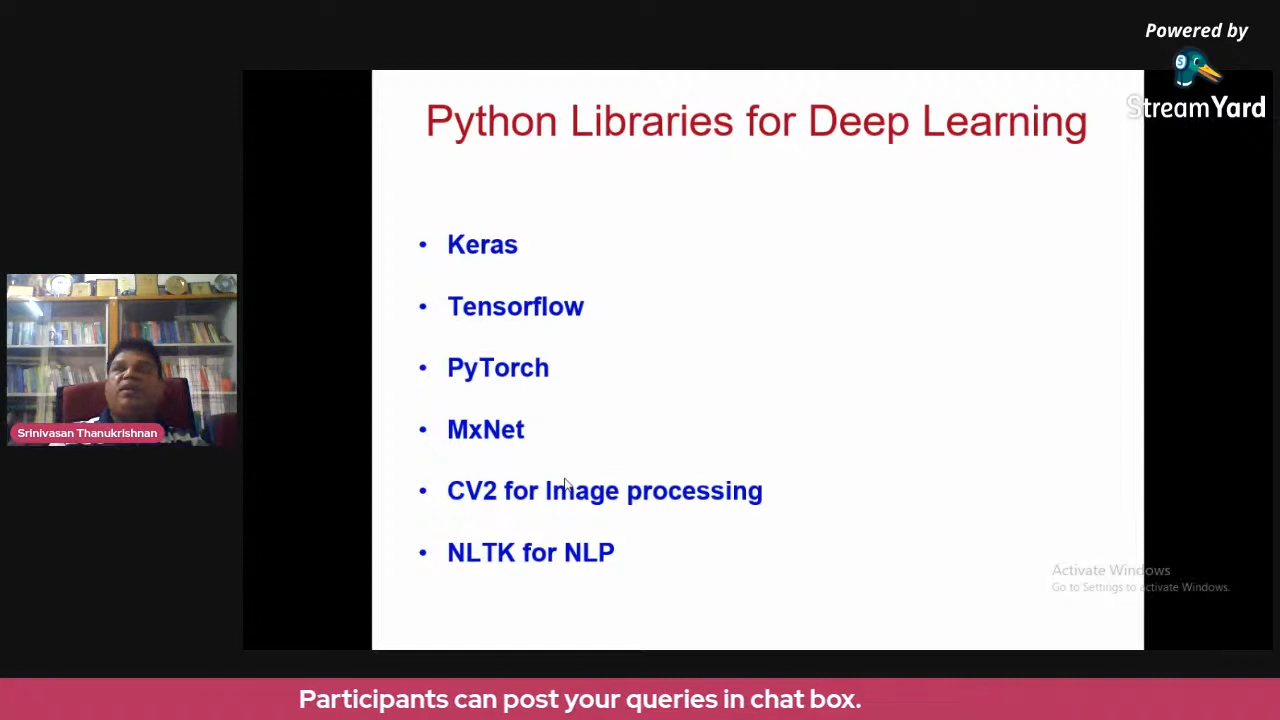 Powered by
StreamYard
Python Libraries for Deep Learning
• Keras
• Tensorflow
• PyTorch
• MxNet
• CV2 for Image processing
• NLTK for NLP
Srinivasan Thanukrishnan
Activate Windows
Go to Settings to activate Windows.
Participants can post your queries in chat box.